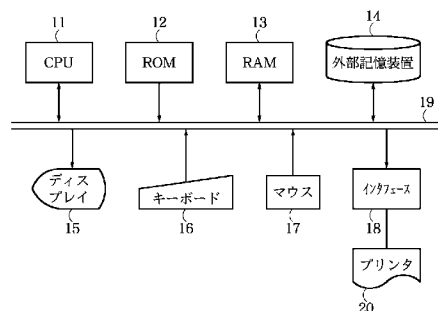 11
12
13
14
CPU
ROM
RAM
外部記憶装置
19
ディス
プレイ
キーボード
マウス
インタフェース
15
16
17
18
プリンタ
20